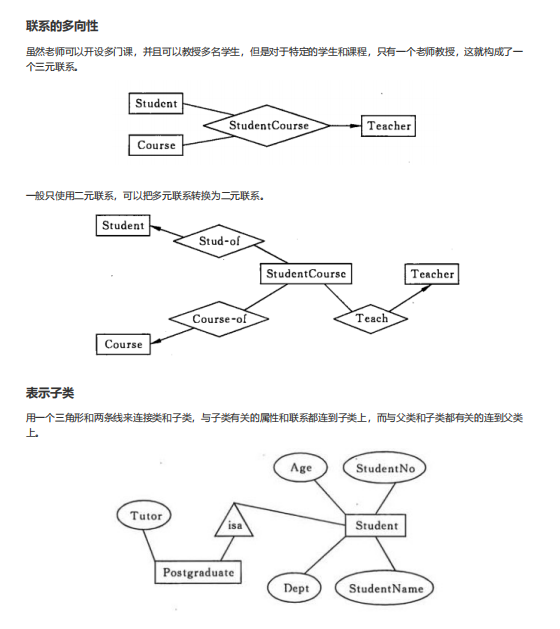 联系的多向性
虽然老师可以开设多门课，并且可以教授多名学生，但是对于特定的学生和课程，只有一个老师教授，这就构成了一
个三元联系。
Student
StudentCourse
Teacher
Course
一般只使用二元联系，可以把多元联系转换为二元联系。
Student
Stud-of
StudentCourse
Teacher
Course-of
Teach
Course
表示子类
用一个三角形和两条线来连接类和子类，与子类有关的属性和联系都连到子类上，而与父类和子类都有关的连到父类
上。
Age
StudentNo
Tutor
isa
Student
Postgraduate
Dept
StudentName